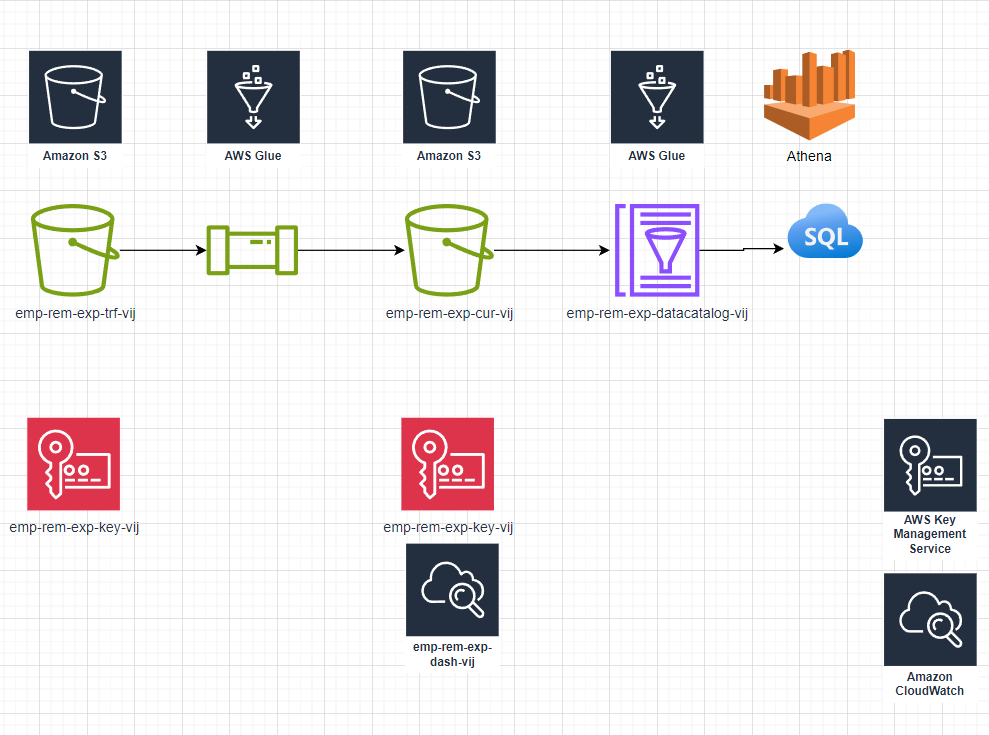 Amazon S3
AWS Glue
Amazon S3
AWS Glue
Athena
SQL
emp-rem-exp-trf-vij
emp-rem-exp-cur-vij
emp-rem-exp-datacatalog-vij
emp-rem-exp-key-vij
emp-rem-exp-key-vij
AWS Key
Management
Service
emp-rem-exp-
dash-vij
Amazon
CloudWatch